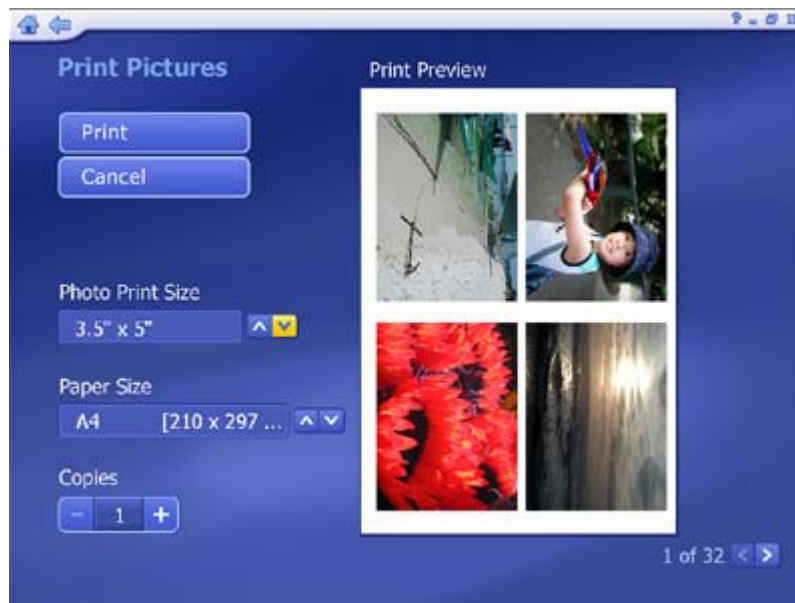 Print Pictures
Print Preview
Print
Cancel
Photo Print Size
3.5" x 5"
Paper Size
A4 [210 x 297 ...
Copies
- 1 +
1 of 32 < >